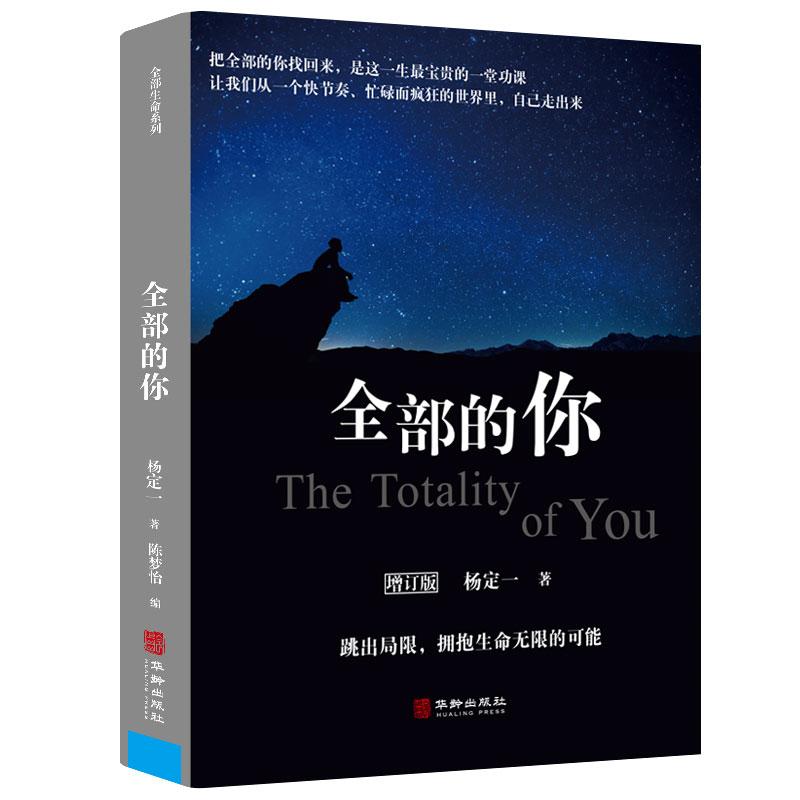 全部生命系列
全部的你
杨定一 著 陈梦怡 编
华龄出版社
HUALING PRESS
把全部的你找回来，是这一生最宝贵的一堂功课
让我们从一个快节奏、忙碌而疯狂的世界里，自己走出来
全部的你
The Totality
of You
增订版 杨定一 著
跳出局限，拥抱生命无限的可能
华龄出版社
HUALING PRESS